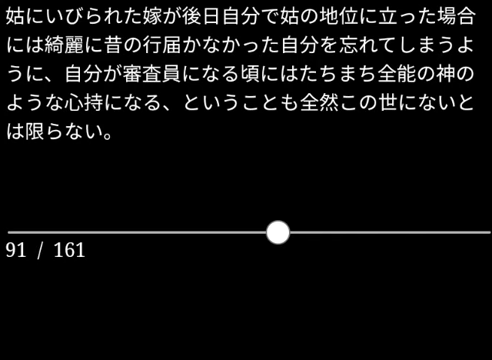 姑にいびられた嫁が後日自分で姑の地位に立った場合
には綺麗に昔の行届かなかった自分を忘れてしまうよ
うに、自分が審査員になる頃にはたちまち全能の神の
ような心持になる、ということも全然この世にないと
は限らない。
91 / 161